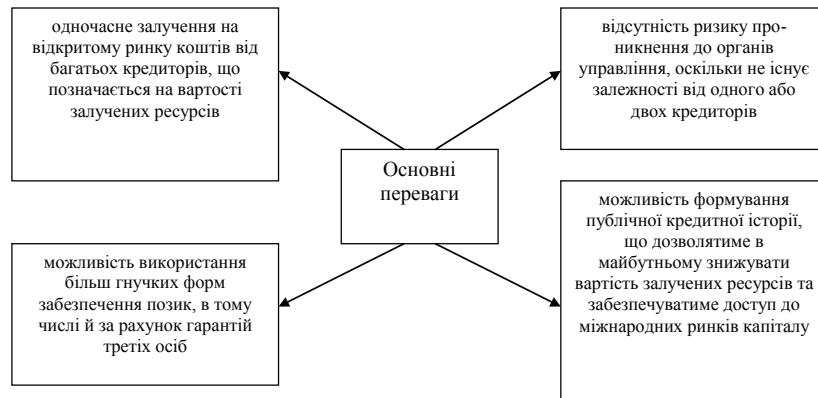 одночасне залучення на
відкритому ринку коштів від
багатьох кредиторів, що
позначається на вартості
залучених ресурсів
відсутність ризику про-
никнення до органів
управління, оскільки не існує
залежності від одного або
двох кредиторів
Основні
переваги
можливість використання
більш гнучких форм
забезпечення позик, в тому
числі й за рахунок гарантій
третіх осіб
можливість формування
публічної кредитної історії,
що дозволятиме в
майбутньому знижувати
вартість залучених ресурсів та
забезпечуватиме доступ до
міжнародних ринків капіталу